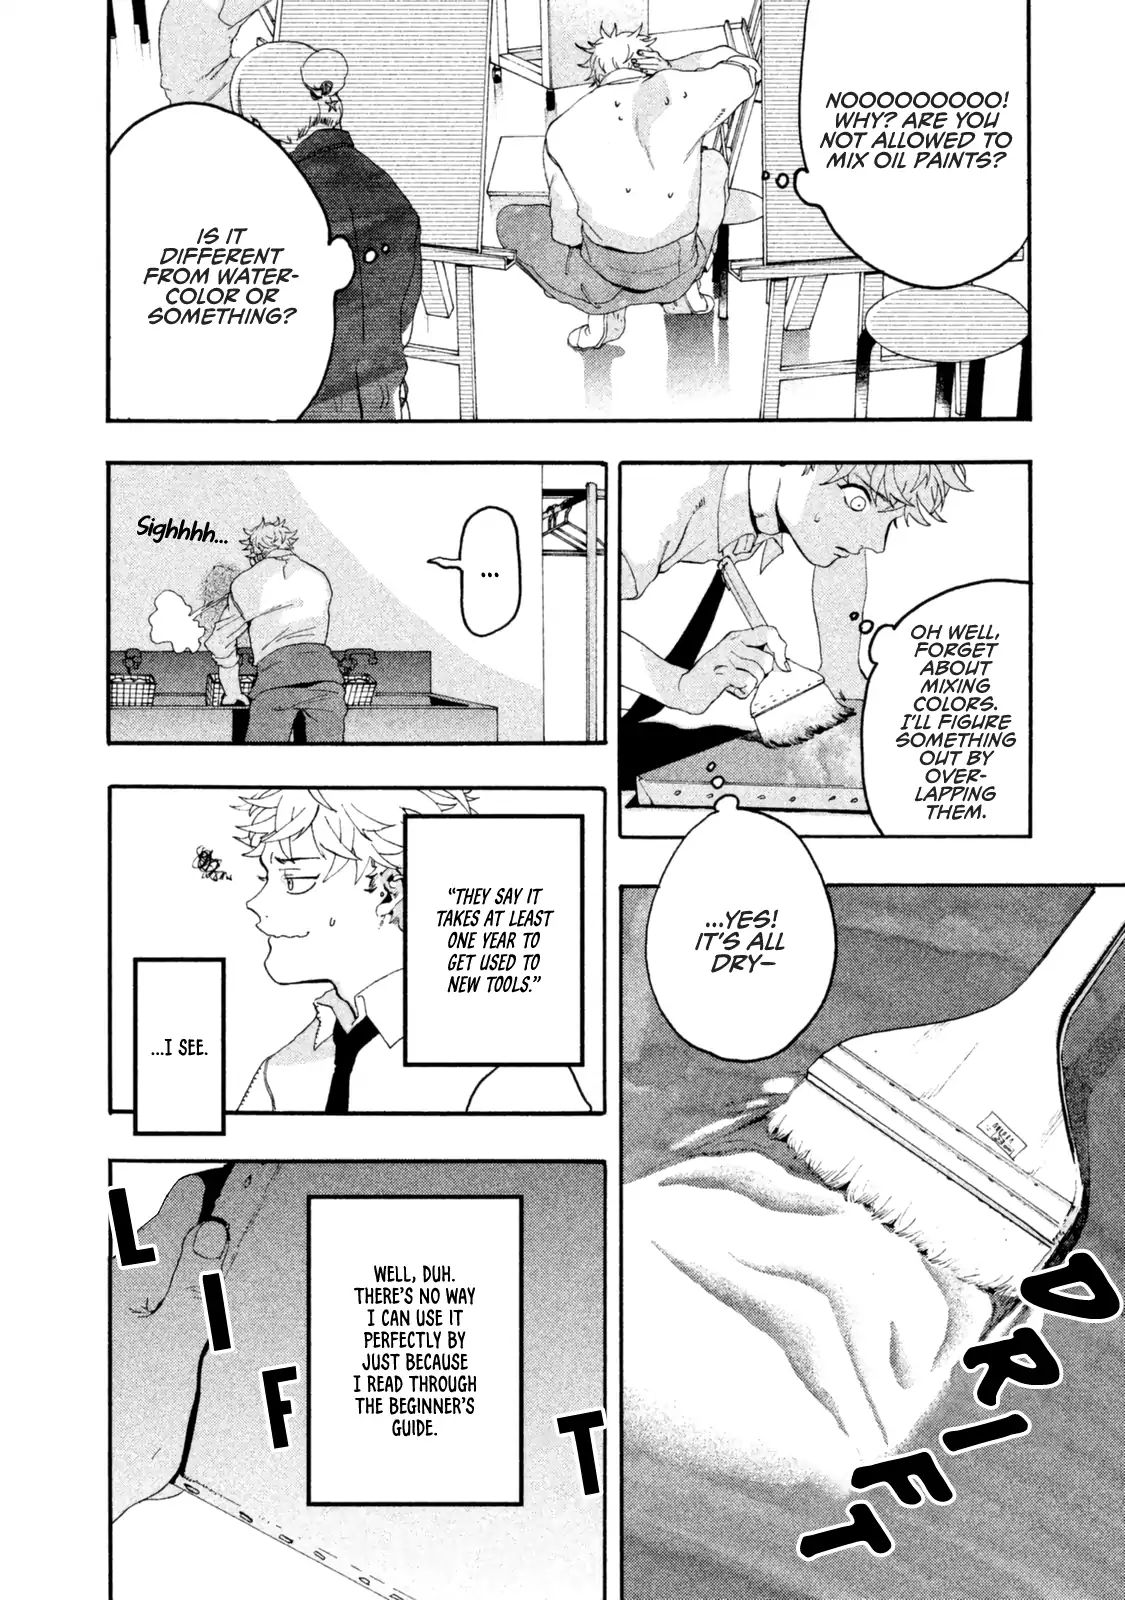 NOOOOOOOOO!
WHY? ARE YOU
NOT ALLOWED TO
MIX OIL PAINTS?
IS IT
DIFFERENT
FROM WATER-
COLOR OR
SOMETHING?
OH WELL,
FORGET
ABOUT
MIXING
COLORS.
I'LL FIGURE
SOMETHING
OUT BY
OVER-
LAPPING
THEM.
...YES!
IT'S ALL
DRY—
DRIFT
...
Sighhhh...
"THEY SAY IT
TAKES AT LEAST
ONE YEAR TO
GET USED TO
NEW TOOLS."
...I SEE.
WELL, DUH.
THERE'S NO WAY
I CAN USE IT
PERFECTLY BY
JUST BECAUSE
I READ THROUGH
THE BEGINNER'S
GUIDE.
LIFT